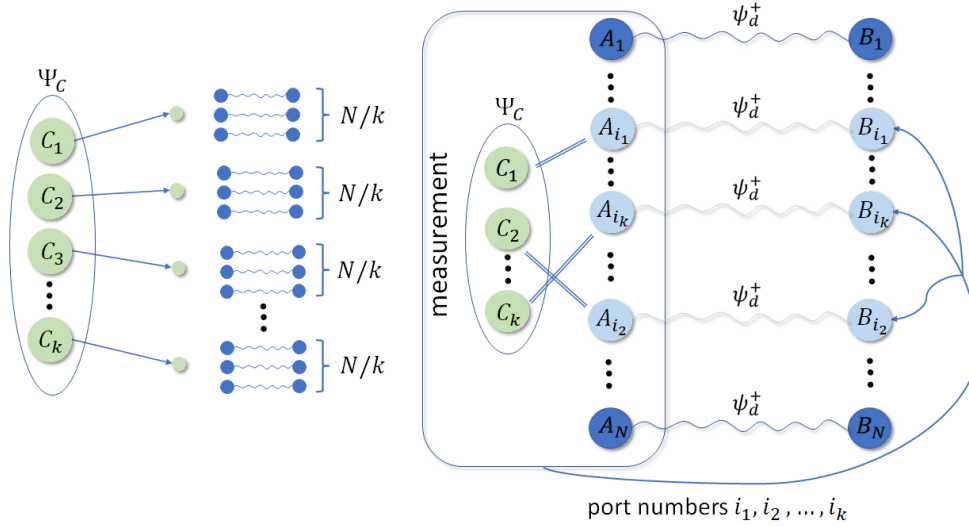 Ψ_C
C_1
C_2
C_3
C_k
N/k
N/k
N/k
N/k
measurement
Ψ_C
C_1
C_2
C_k
A_1
ψ_d^+
B_1
A_{i_1}
ψ_d^+
B_{i_1}
A_{i_k}
ψ_d^+
B_{i_k}
A_{i_2}
ψ_d^+
B_{i_2}
A_N
ψ_d^+
B_N
port numbers i_1, i_2 , … , i_k